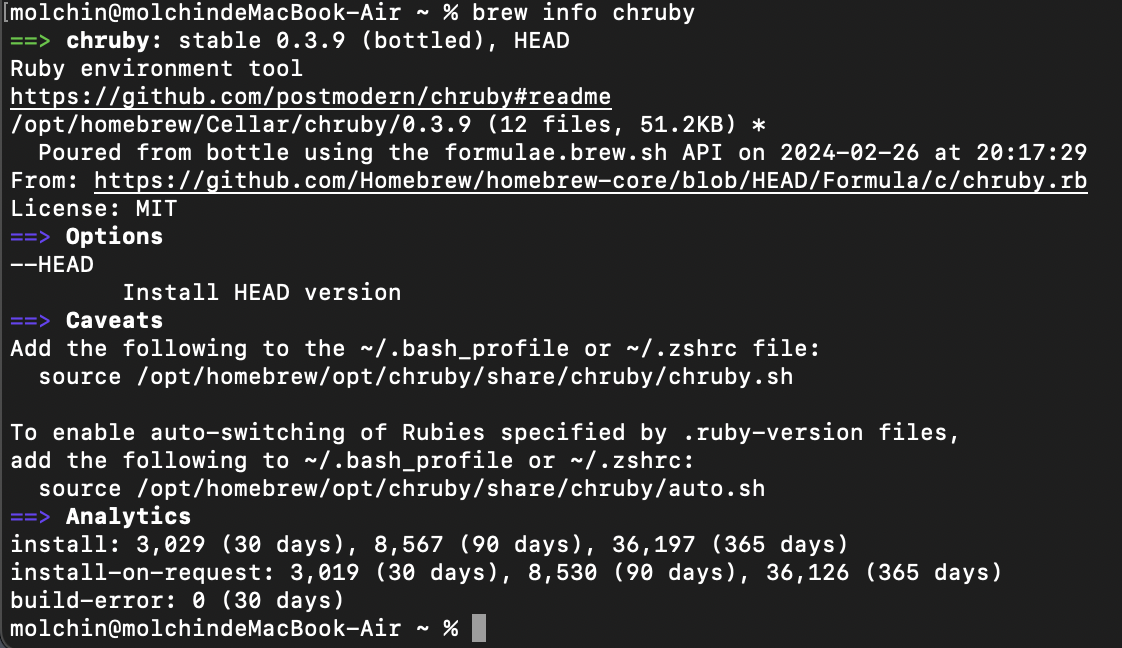 [molchin@molchindeMacBook-Air ~ % brew info chruby
==> chruby: stable 0.3.9 (bottled), HEAD
Ruby environment tool
https://github.com/postmodern/chruby#readme
/opt/homebrew/Cellar/chruby/0.3.9 (12 files, 51.2KB) *
  Poured from bottle using the formulae.brew.sh API on 2024-02-26 at 20:17:29
From: https://github.com/Homebrew/homebrew-core/blob/HEAD/Formula/c/chruby.rb
License: MIT
==> Options
--HEAD
        Install HEAD version
==> Caveats
Add the following to the ~/.bash_profile or ~/.zshrc file:
  source /opt/homebrew/opt/chruby/share/chruby/chruby.sh

To enable auto-switching of Rubies specified by .ruby-version files,
add the following to ~/.bash_profile or ~/.zshrc:
  source /opt/homebrew/opt/chruby/share/chruby/auto.sh
==> Analytics
install: 3,029 (30 days), 8,567 (90 days), 36,197 (365 days)
install-on-request: 3,019 (30 days), 8,530 (90 days), 36,126 (365 days)
build-error: 0 (30 days)
molchin@molchindeMacBook-Air ~ %